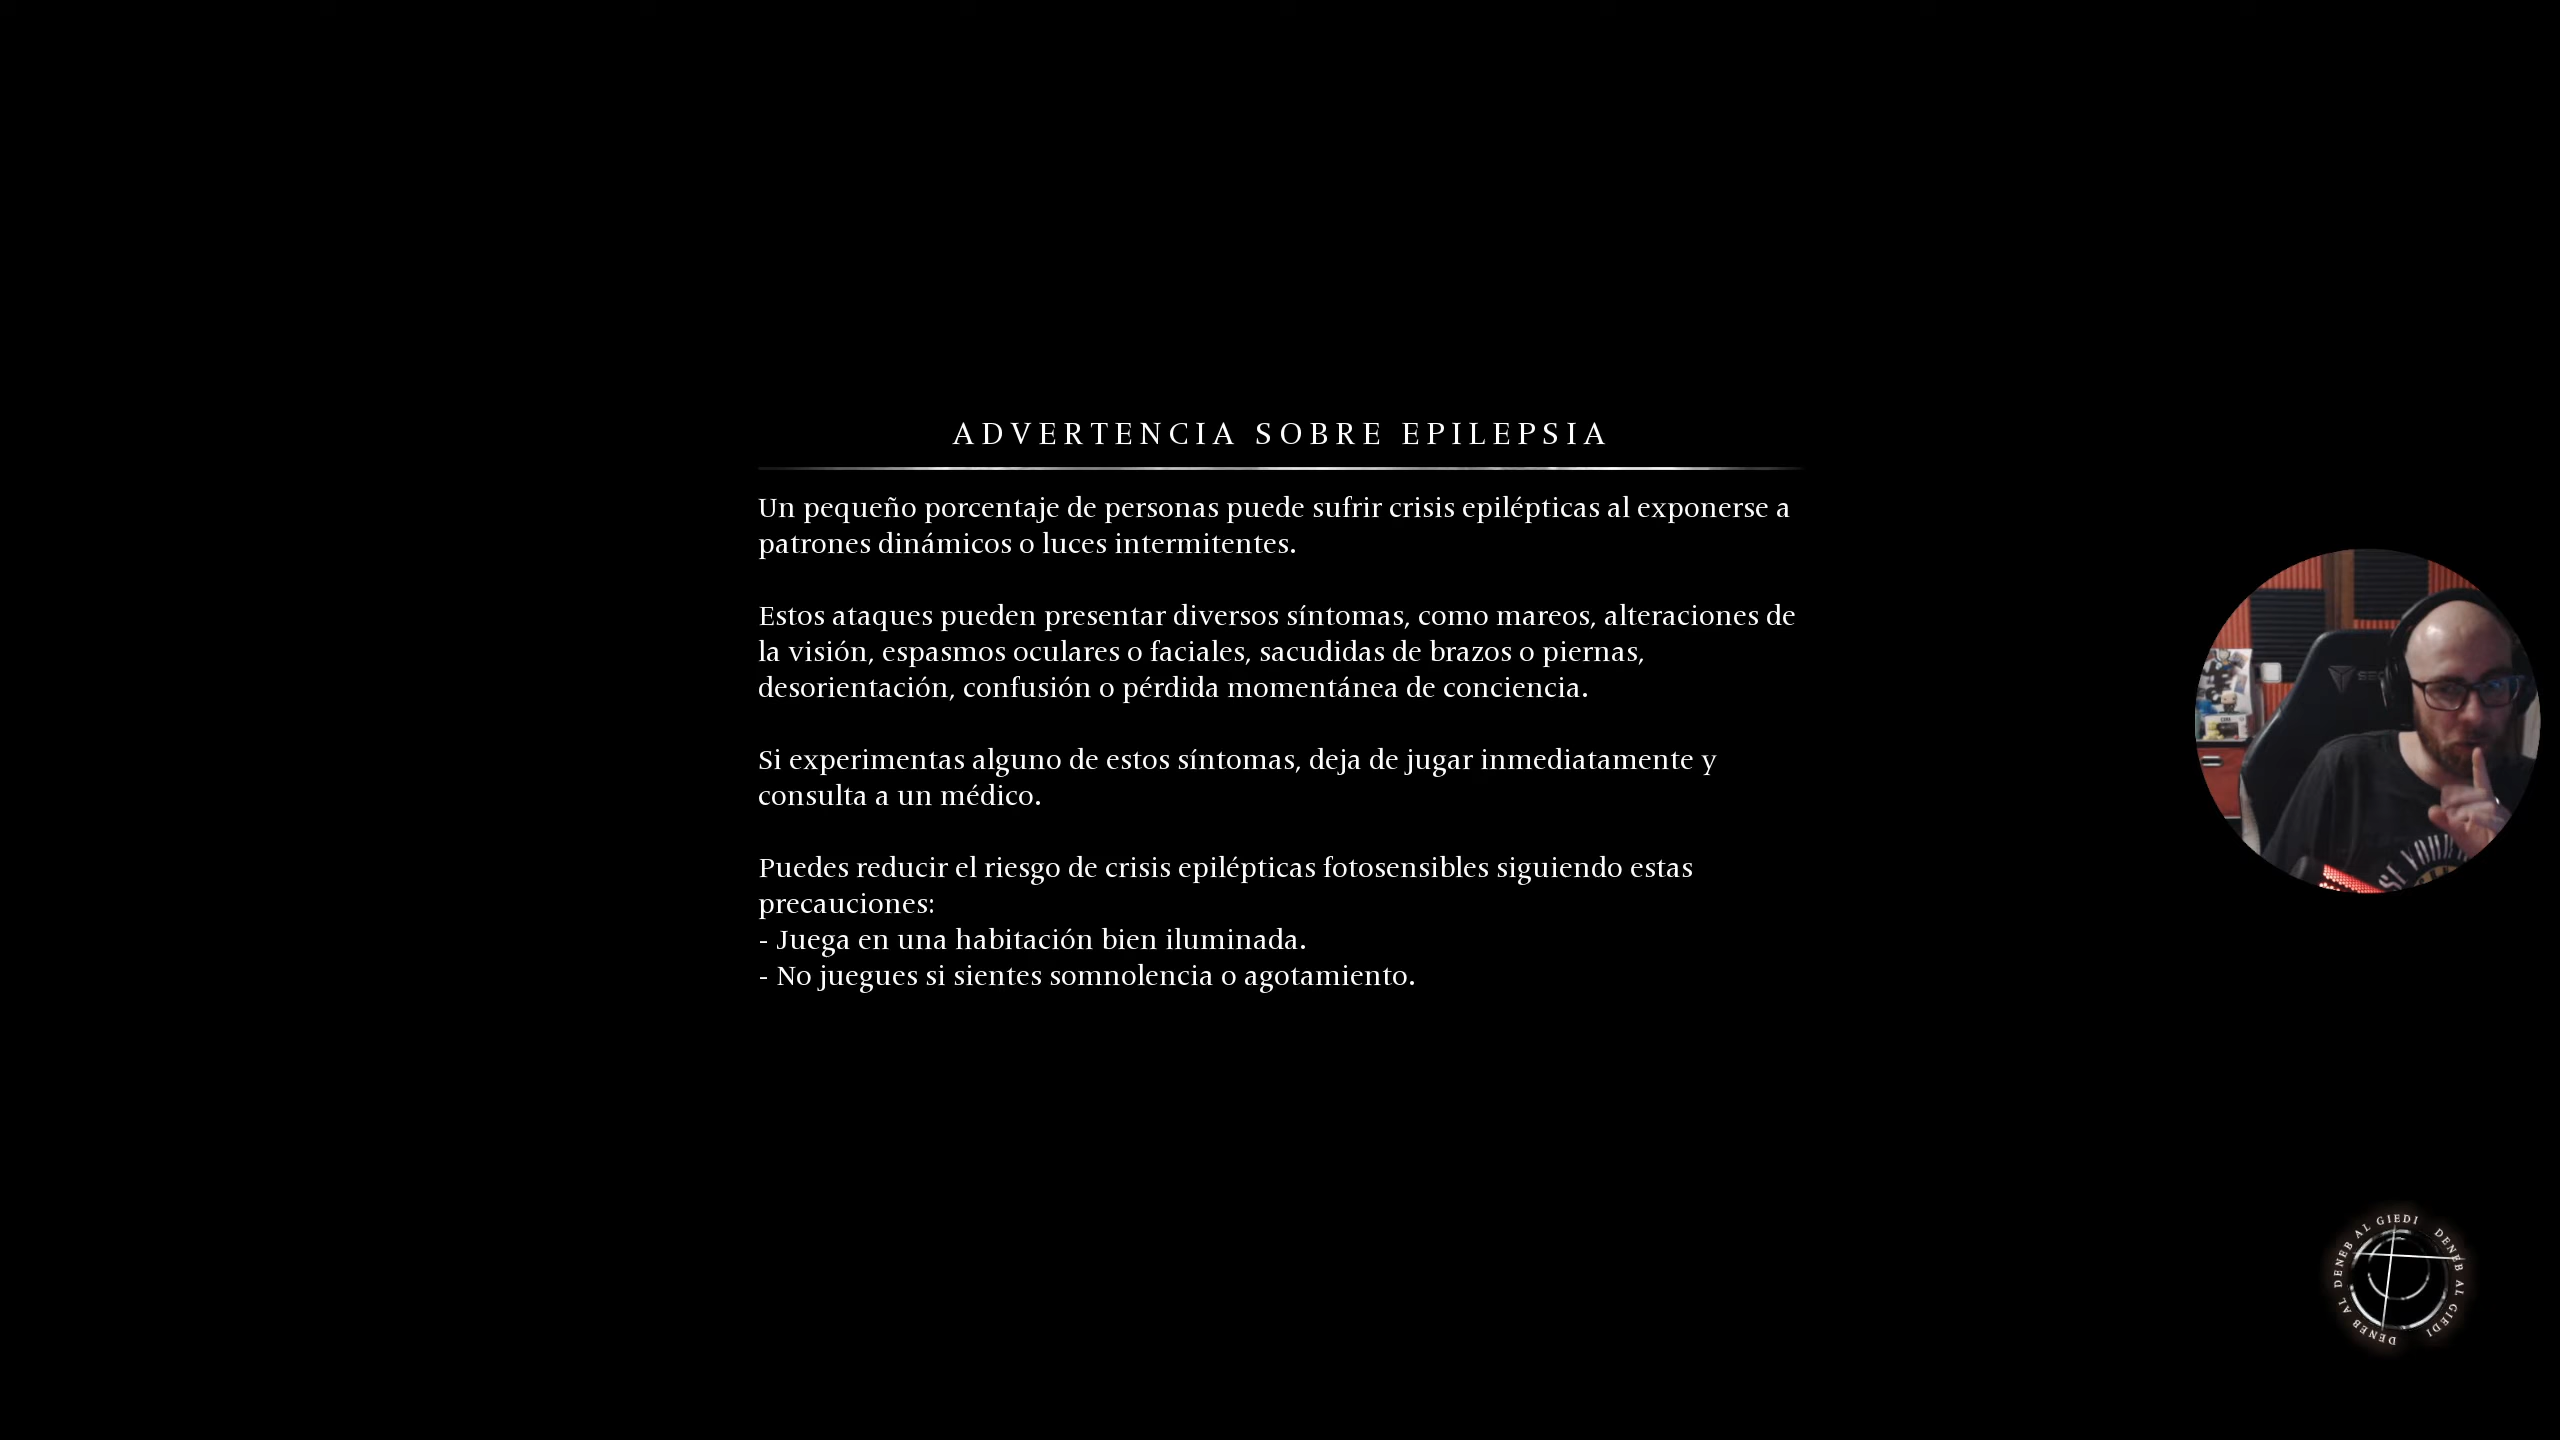 ADVERTENCIA SOBRE EPILEPSIA
Un pequeño porcentaje de personas puede sufrir crisis epilépticas al exponerse a
patrones dinámicos o luces intermitentes.
Estos ataques pueden presentar diversos síntomas, como mareos, alteraciones de
la visión, espasmos oculares o faciales, sacudidas de brazos o piernas,
desorientación, confusión o pérdida momentánea de conciencia.
Si experimentas alguno de estos síntomas, deja de jugar inmediatamente y
consulta a un médico.
Puedes reducir el riesgo de crisis epilépticas fotosensibles siguiendo estas
precauciones:
- Juega en una habitación bien iluminada.
- No juegues si sientes somnolencia o agotamiento.
DENEB AL GIEDI DENEB AL GIEDI DENEB AL